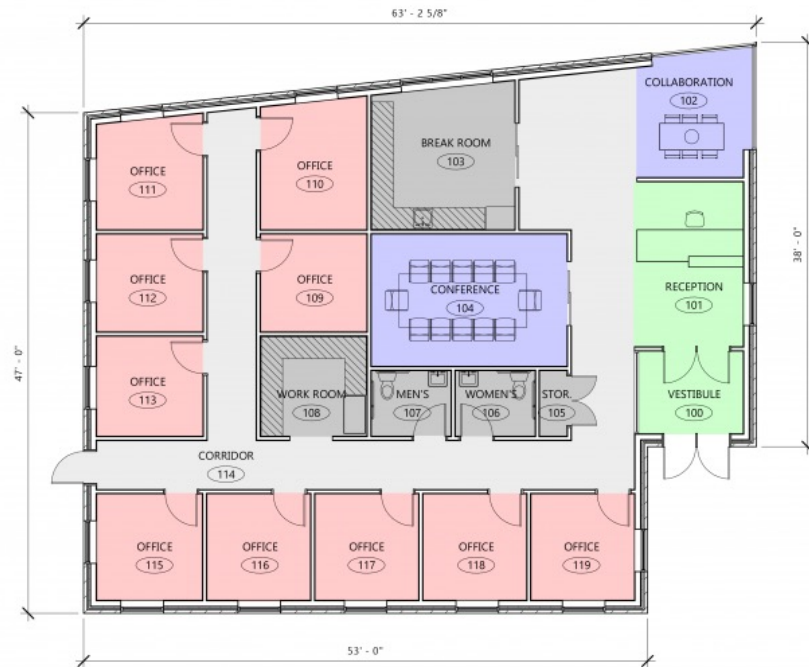 63' - 2 5/8"
COLLABORATION
102
BREAK ROOM
103
OFFICE
111
OFFICE
110
38' - 0"
OFFICE
112
OFFICE
109
CONFERENCE
104
RECEPTION
101
47' - 0"
OFFICE
113
WORK ROOM
108
MEN'S
107
WOMEN'S
106
STOR.
105
VESTIBULE
100
CORRIDOR
114
OFFICE
115
OFFICE
116
OFFICE
117
OFFICE
118
OFFICE
119
53' - 0"